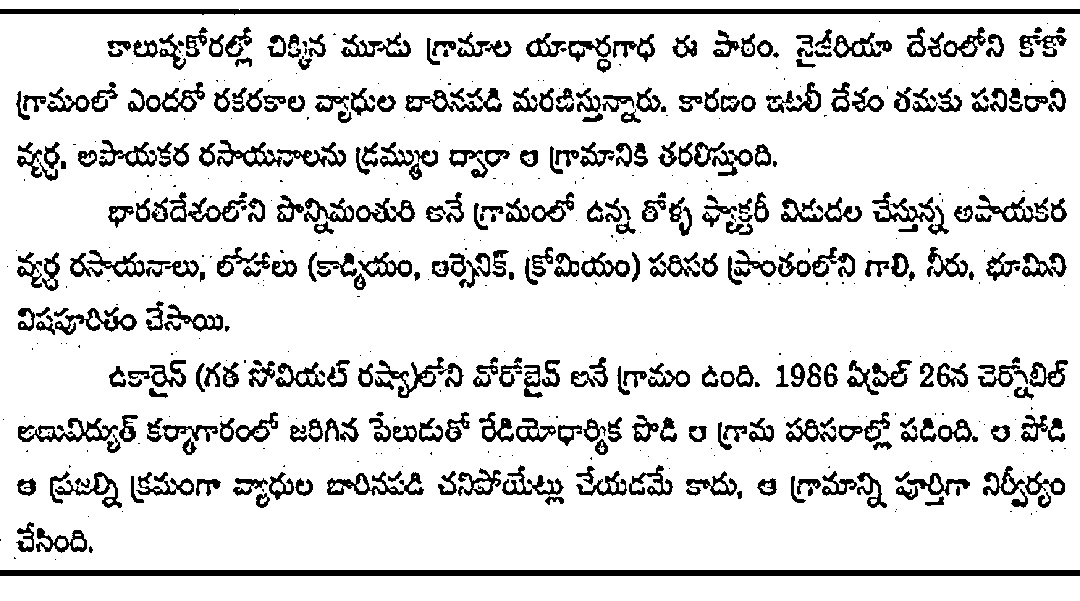 కాలుష్యకోరల్లో చిక్కిన మూడు గ్రామాల యాధార్ధగాధ ఈ పాఠం. నైజీరియా దేశంలోని కోకో
గ్రామంలో ఎందరో రకరకాల వ్యాధుల బారినపడి మరణిస్తున్నారు. కారణం ఇటలీ దేశం తమకు పనికిరాని
వ్యర్ధ, అపాయకర రసాయనాలను డ్రమ్ముల ద్వారా ఆ గ్రామానికి తరలిస్తుంది.
భారతదేశంలోని పొన్నిమంతురి అనే గ్రామంలో ఉన్న తోళ్ళ ఫ్యాక్టరీ విడుదల చేస్తున్న అపాయకర
వ్యర్ధ రసాయనాలు, లోహాలు (కాడ్మియం, ఆర్సెనిక్, క్రోమియం) పరిసర ప్రాంతంలోని గాలి, నీరు, భూమిని
విషపూరితం చేసాయి.
ఉకారైన్ (గత సోవియట్ రష్యా)లోని వోరోబైవ్ అనే గ్రామం ఉంది. 1986 ఏప్రిల్ 26న చెర్నోబిల్
అణువిద్యుత్ కర్మాగారంలో జరిగిన పేలుడుతో రేడియోధార్మిక పొడి ఆ గ్రామ పరిసరాల్లో పడింది. ఆ పోడి
ఆ ప్రజల్ని క్రమంగా వ్యాధుల బారినపడి చనిపోయేట్లు చేయడమే కాదు, ఆ గ్రామాన్ని పూర్తిగా నిర్వీర్యం
చేసింది.